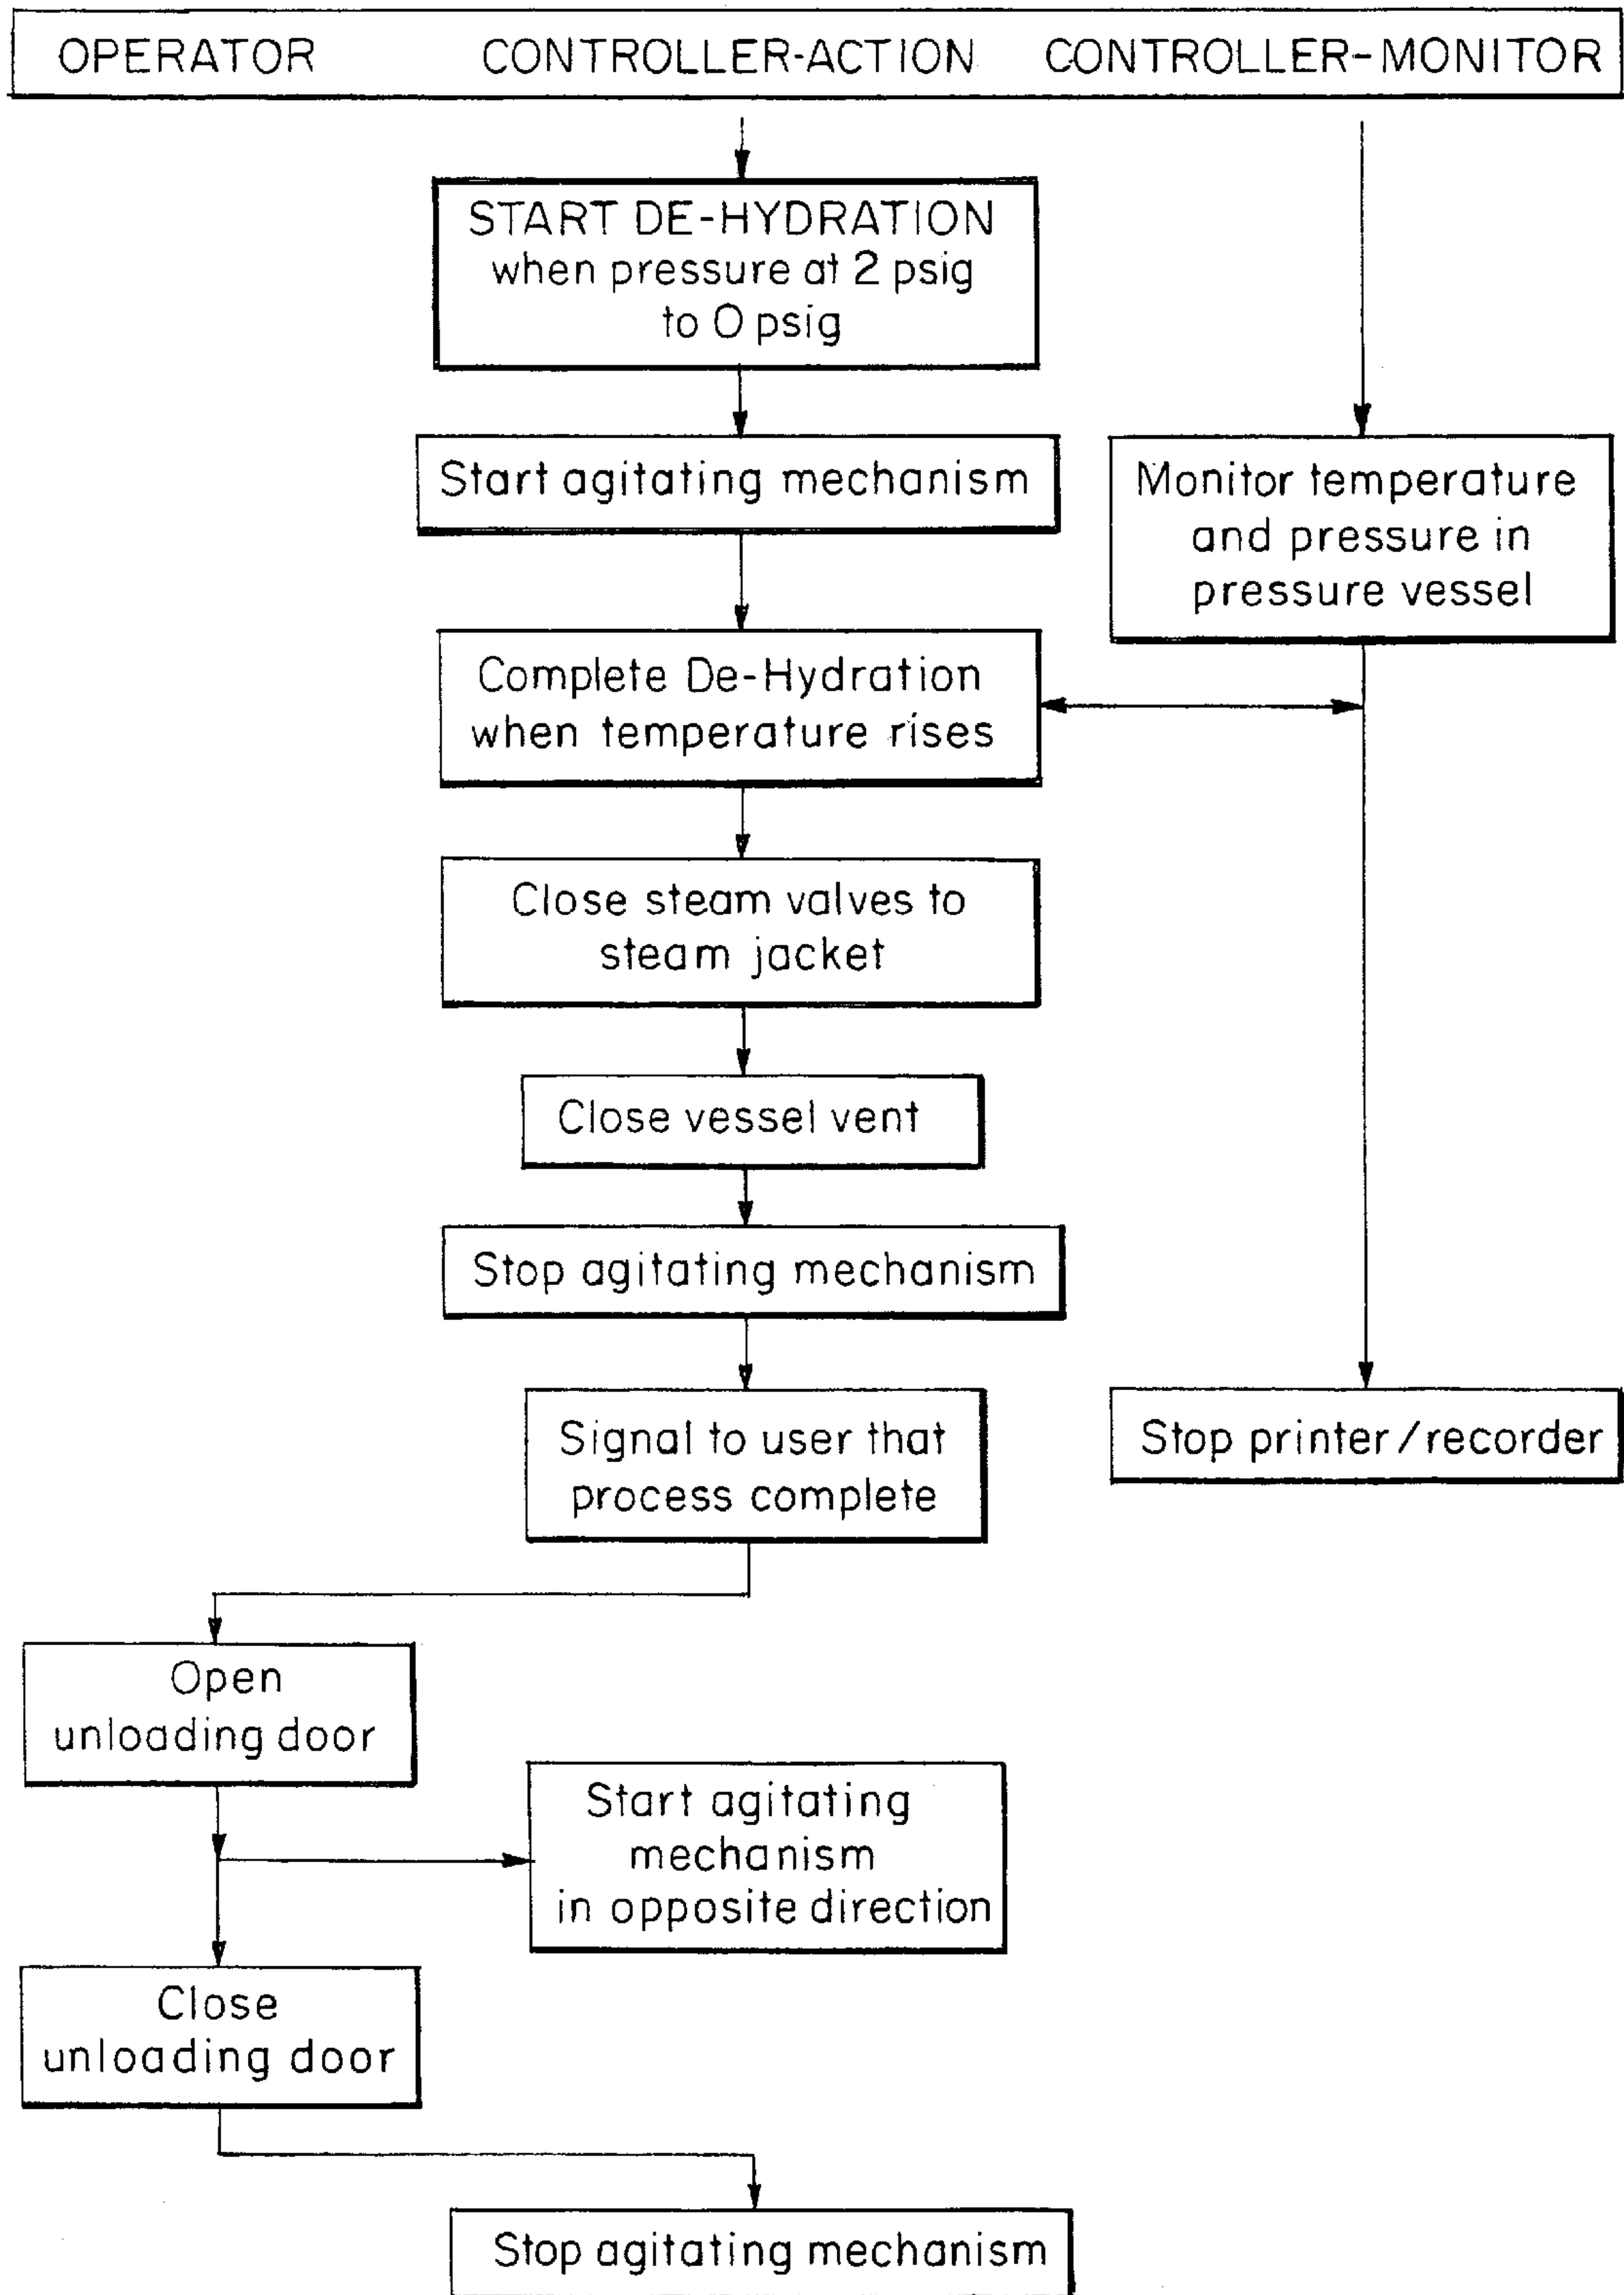 OPERATOR CONTROLLER-ACTION CONTROLLER-MONITOR
START DE-HYDRATION
when pressure at 2 psig
to 0 psig
Start agitating mechanism
Monitor temperature
and pressure in
pressure vessel
Complete De-Hydration
when temperature rises
Close steam valves to
steam jacket
Close vessel vent
Stop agitating mechanism
Signal to user that
process complete
Stop printer/recorder
Open
unloading door
Start agitating
mechanism
in opposite direction
Close
unloading door
Stop agitating mechanism